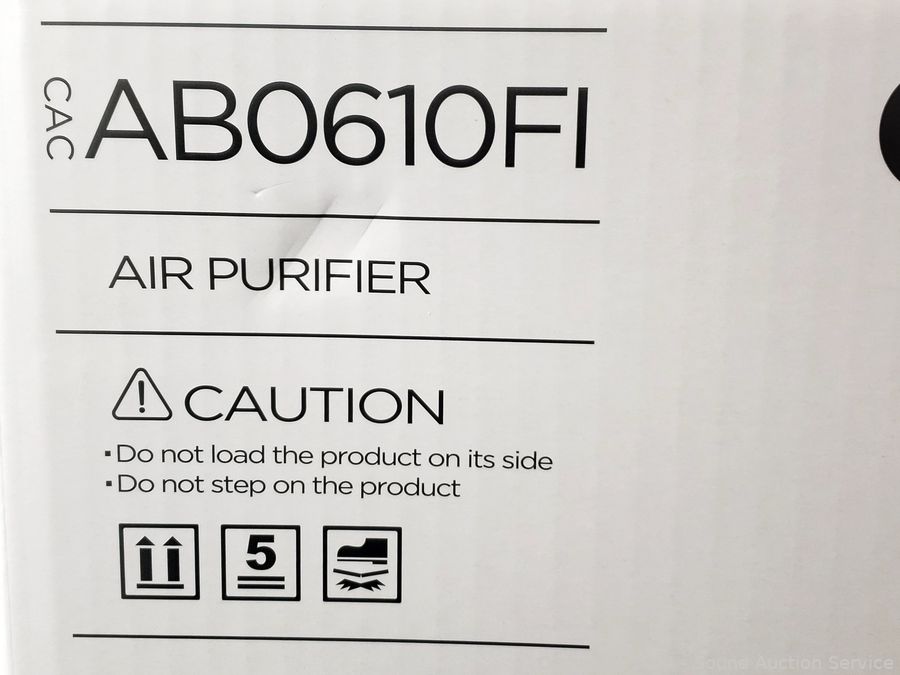 CAC AB0610FI
AIR PURIFIER
CAUTION
▪Do not load the product on its side
▪Do not step on the product
5
Sound Auction Service